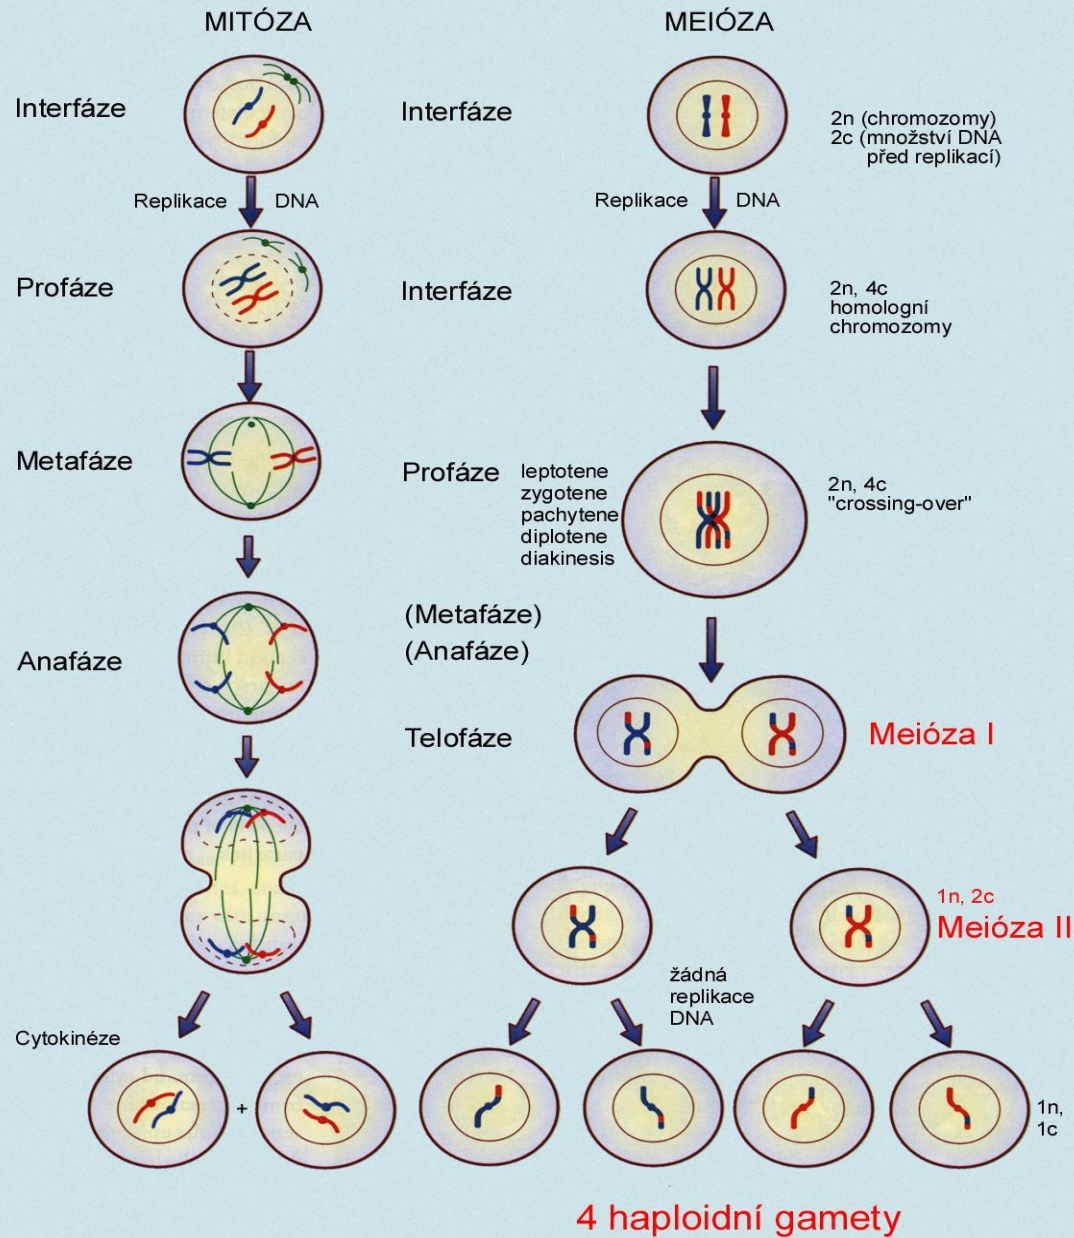 MITÓZA
Interfáze
Replikace DNA
Profáze
Metafáze
Anafáze
Cytokinéze
+
MEIÓZA
Interfáze
2n (chromozomy)
2c (množství DNA
před replikací)
Replikace DNA
Interfáze
2n, 4c
homologní
chromozomy
Profáze
leptotene
zygotene
pachytene
diplotene
diakinesis
2n, 4c
"crossing-over"
(Metafáze)
(Anafáze)
Telofáze
Meióza I
1n, 2c
Meióza II
žádná
replikace
DNA
1n,
1c
4 haploidní gamety